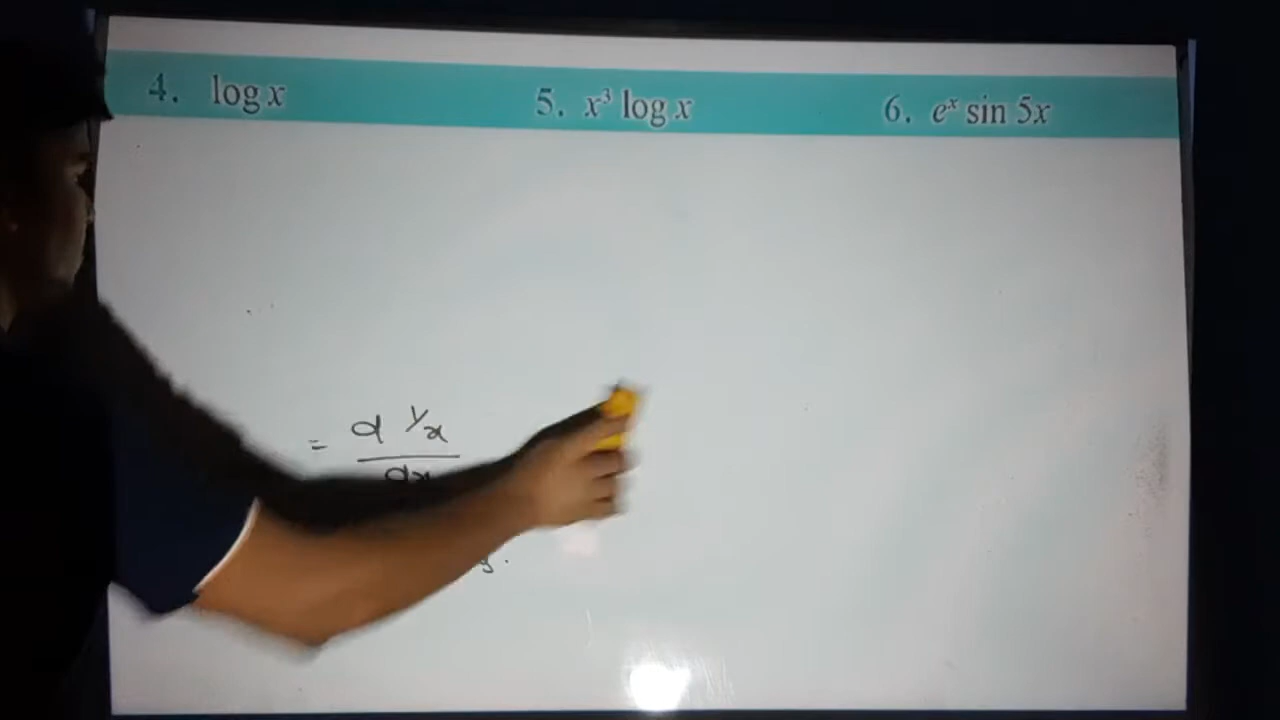 4. log x 5. x³ log x 6. eˣ sin 5x
= d 1/x
dx